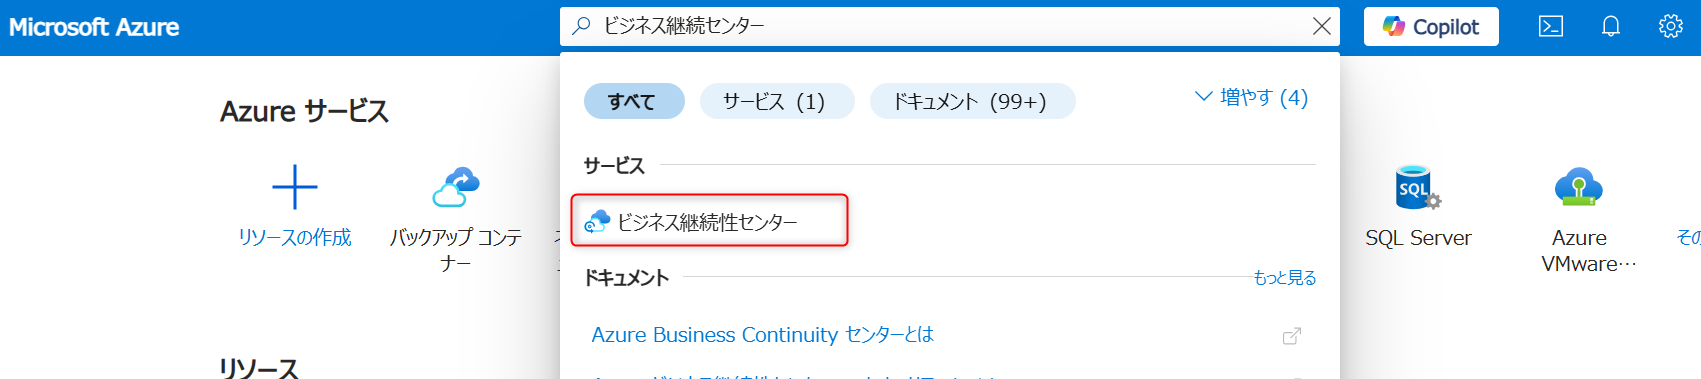 Microsoft Azure
ビジネス継続センター
Copilot
すべて
サービス (1)
ドキュメント (99+)
増やす (4)
Azure サービス
サービス
リソースの作成
バックアップ コンテ
ナー
ビジネス継続性センター
SQL
SQL Server
Azure
VMware…
その
ドキュメント
もっと見る
Azure Business Continuity センターとは
リソース